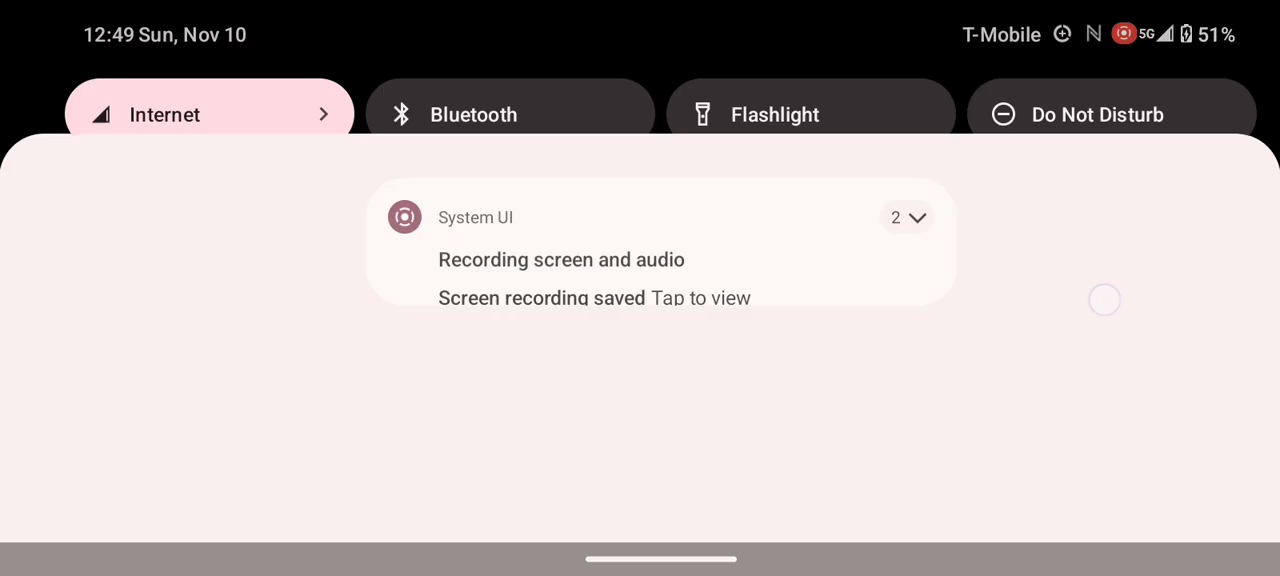 12:49 Sun, Nov 10
T-Mobile 5G 51%
Internet
Bluetooth
Flashlight
Do Not Disturb
System UI
2
Recording screen and audio
Screen recording saved Tap to view